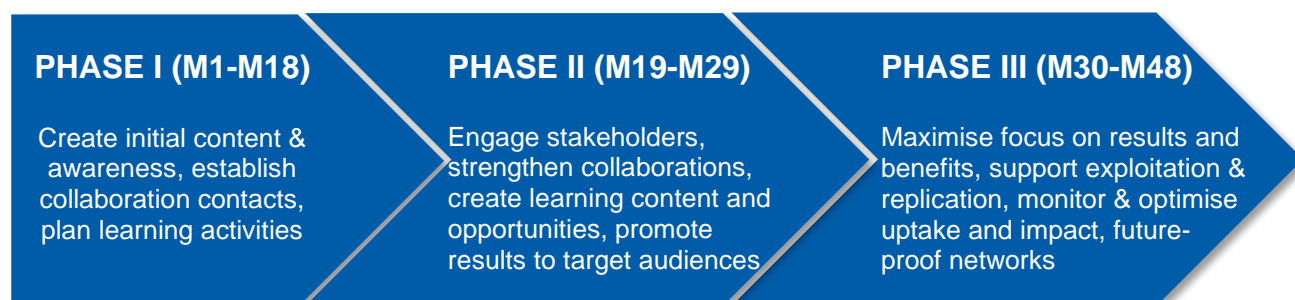 PHASE I (M1-M18)
Create initial content &
awareness, establish
collaboration contacts,
plan learning activities
PHASE II (M19-M29)
Engage stakeholders,
strengthen collaborations,
create learning content and
opportunities, promote
results to target audiences
PHASE III (M30-M48)
Maximise focus on results and
benefits, support exploitation &
replication, monitor & optimise
uptake and impact, future-
proof networks